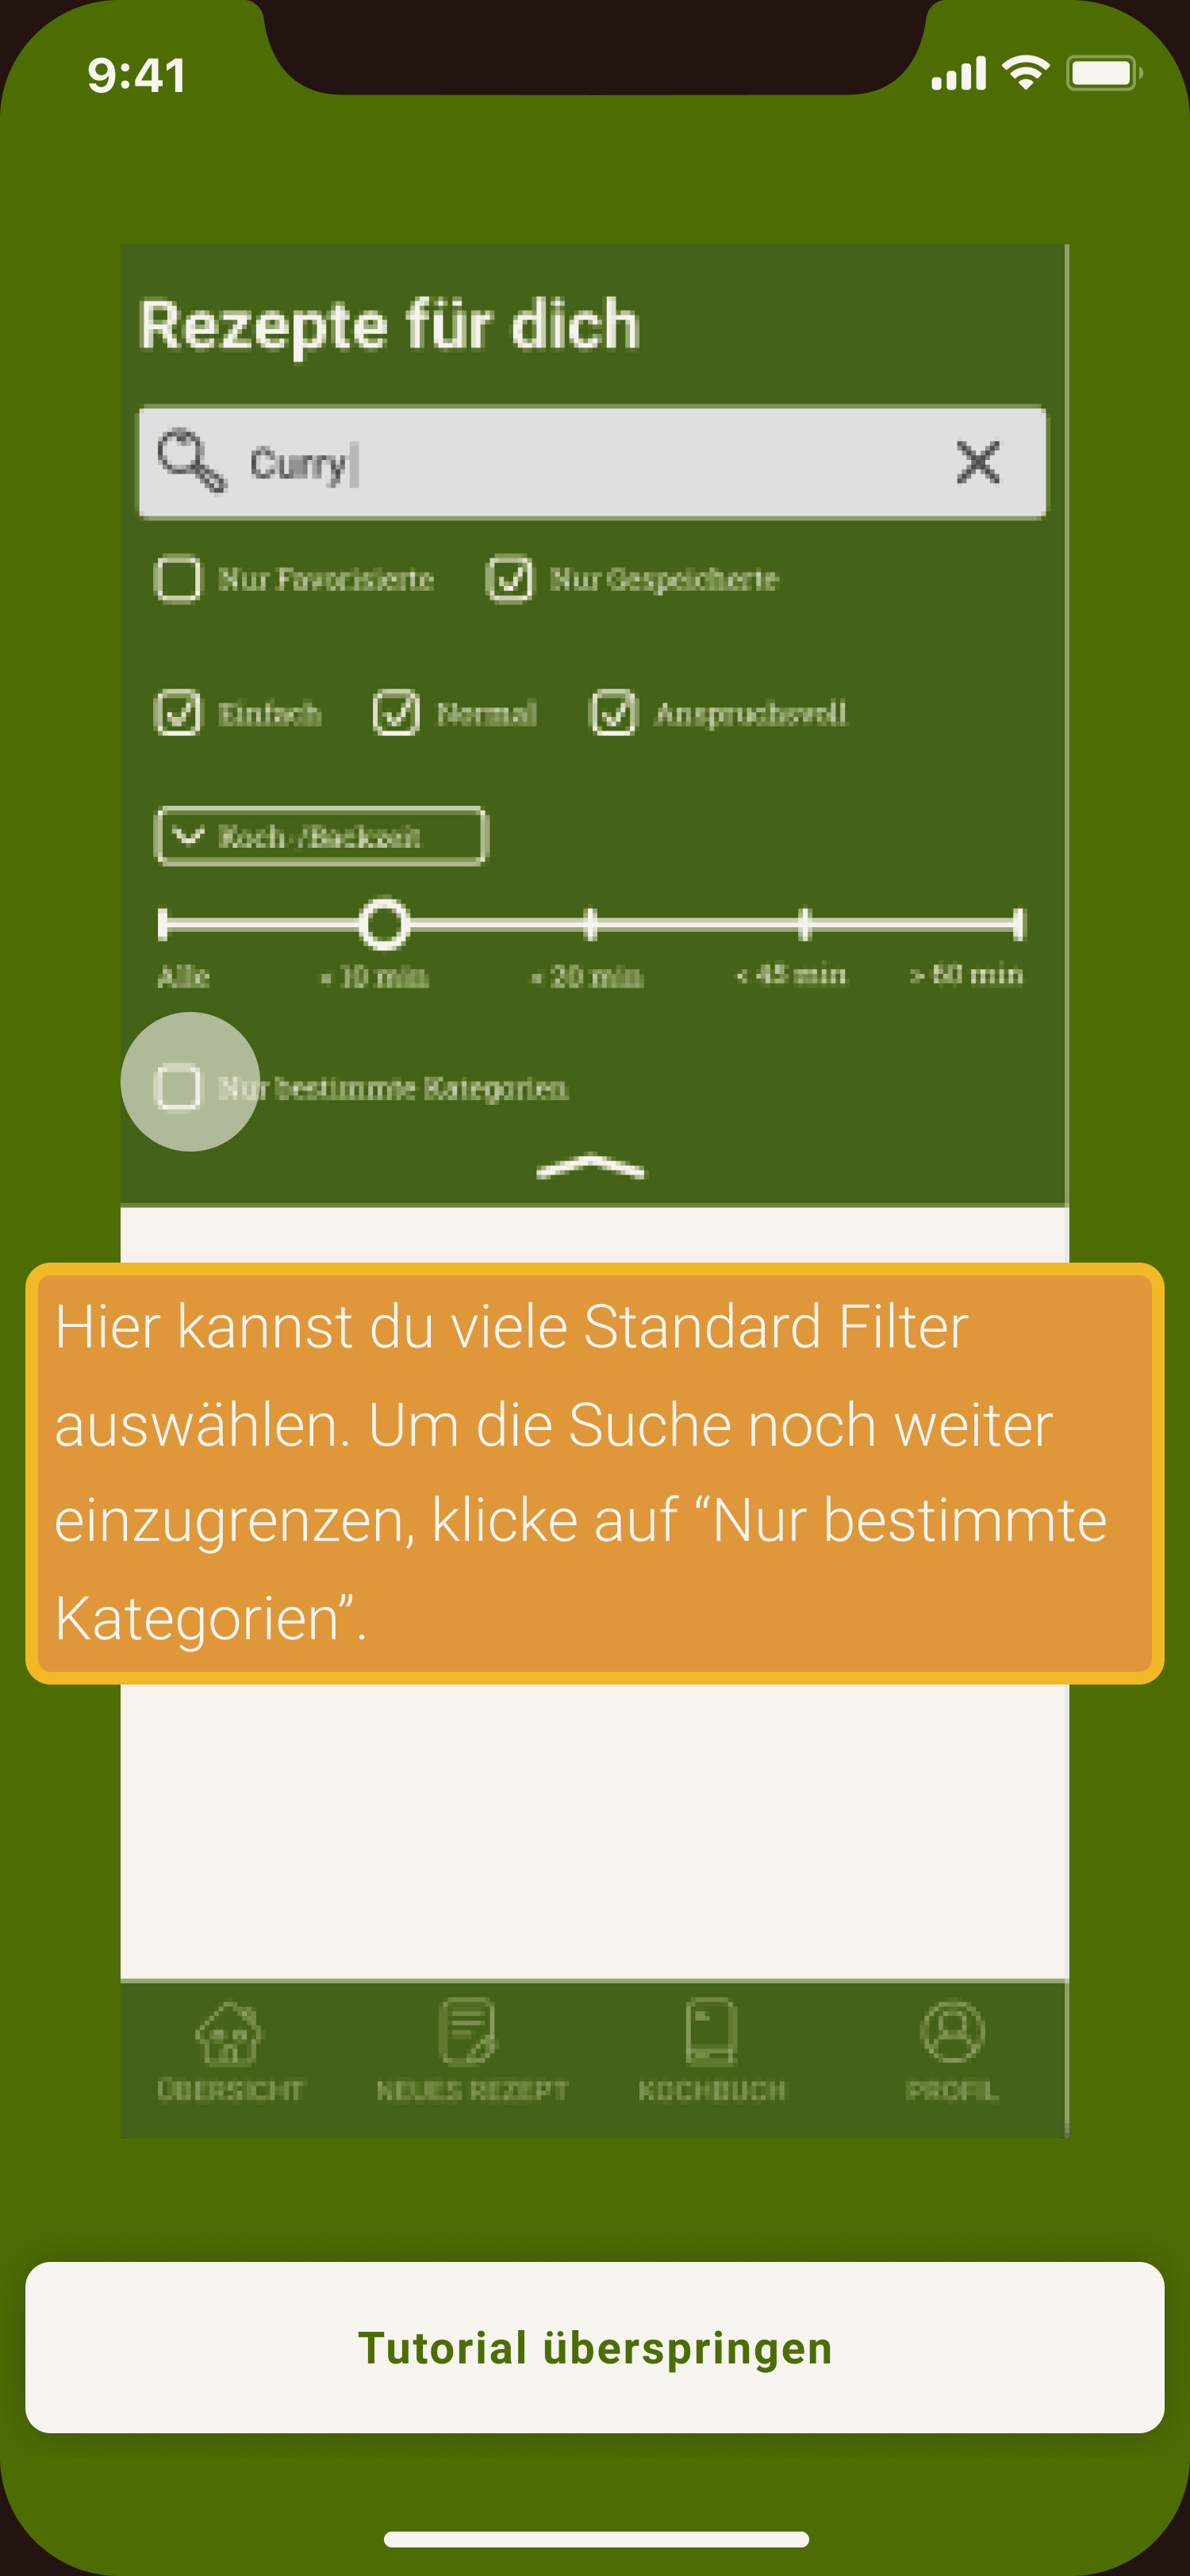 9:41
Rezepte für dich
Curry
Nur Favorisierte Nur Gespeicherte
Einfach Normal Anspruchsvoll
Koch-/Backzeit
Alle < 10 min < 20 min < 45 min > 60 min
Nur bestimmte Kategorien
Hier kannst du viele Standard Filter
auswählen. Um die Suche noch weiter
einzugrenzen, klicke auf “Nur bestimmte
Kategorien”.
ÜBERSICHT NEUES REZEPT KOCHBUCH PROFIL
Tutorial überspringen